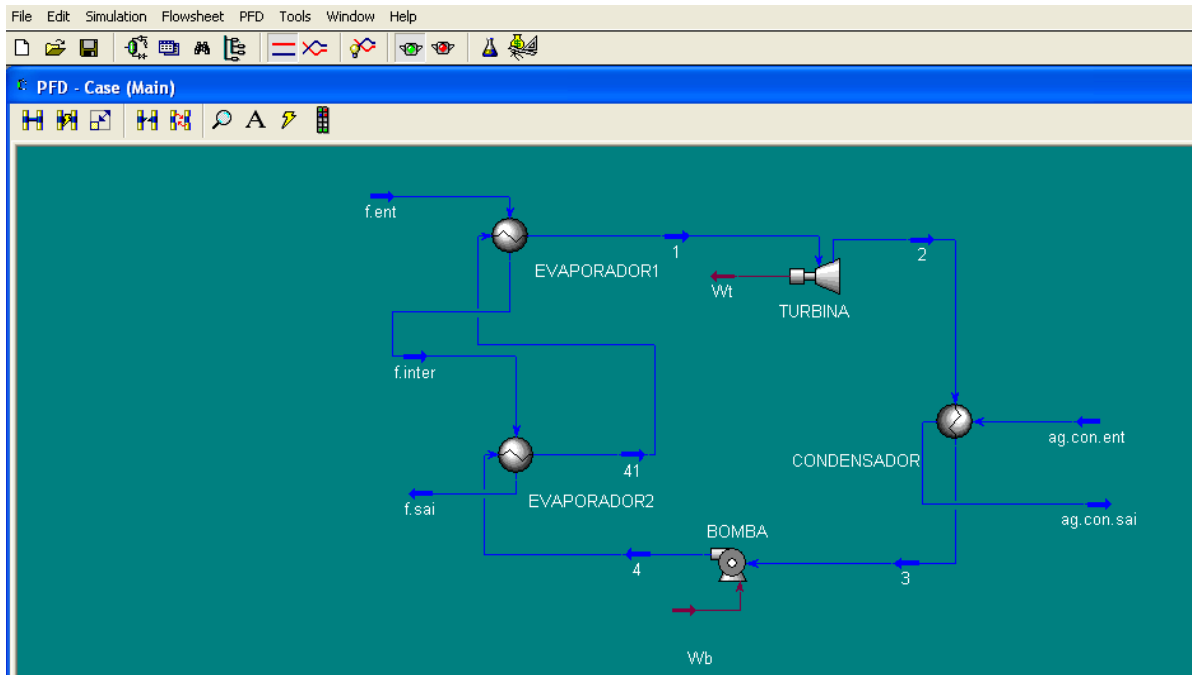 File Edit Simulation Flowsheet PFD Tools Window Help
PFD - Case (Main)
A
f.ent
EVAPORADOR1
1
2
Wt
TURBINA
f.inter
ag.con.ent
CONDENSADOR
41
f.sai
EVAPORADOR2
ag.con.sai
BOMBA
4
3
Wb